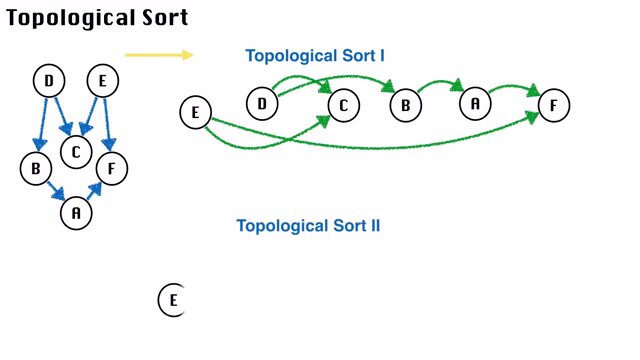 Topological Sort
Topological Sort I
D E
E D C B A F
C
B F
A
Topological Sort II
E